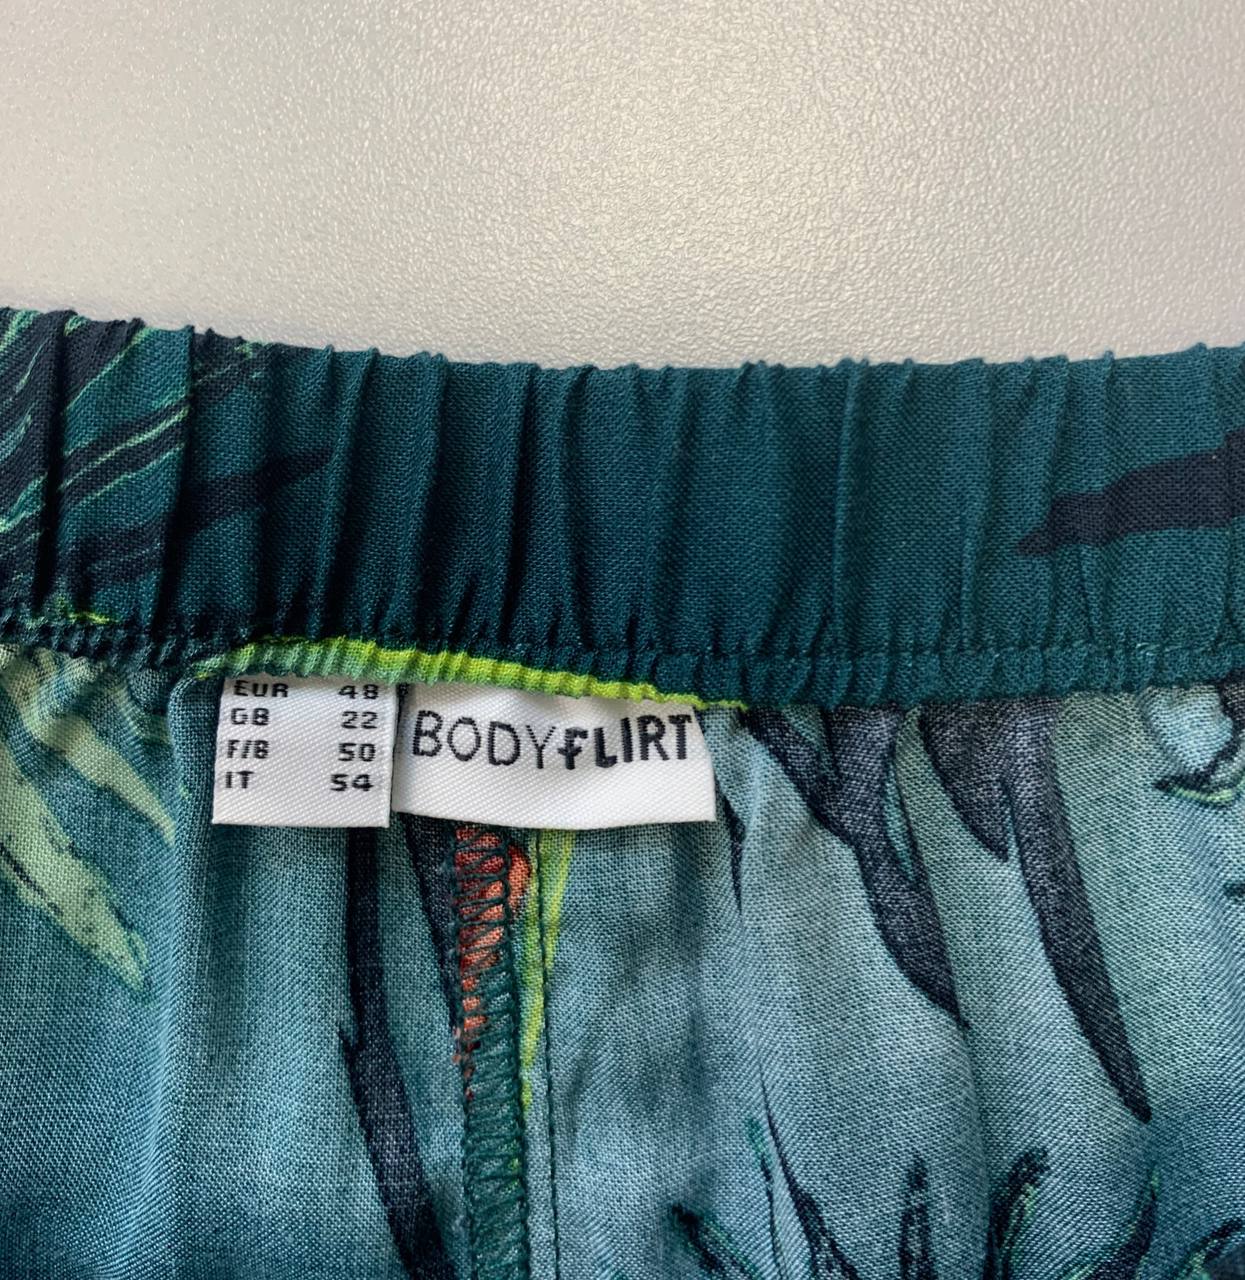 EUR 48
GB 22
F/B 50
IT 54
BODYFLIRT